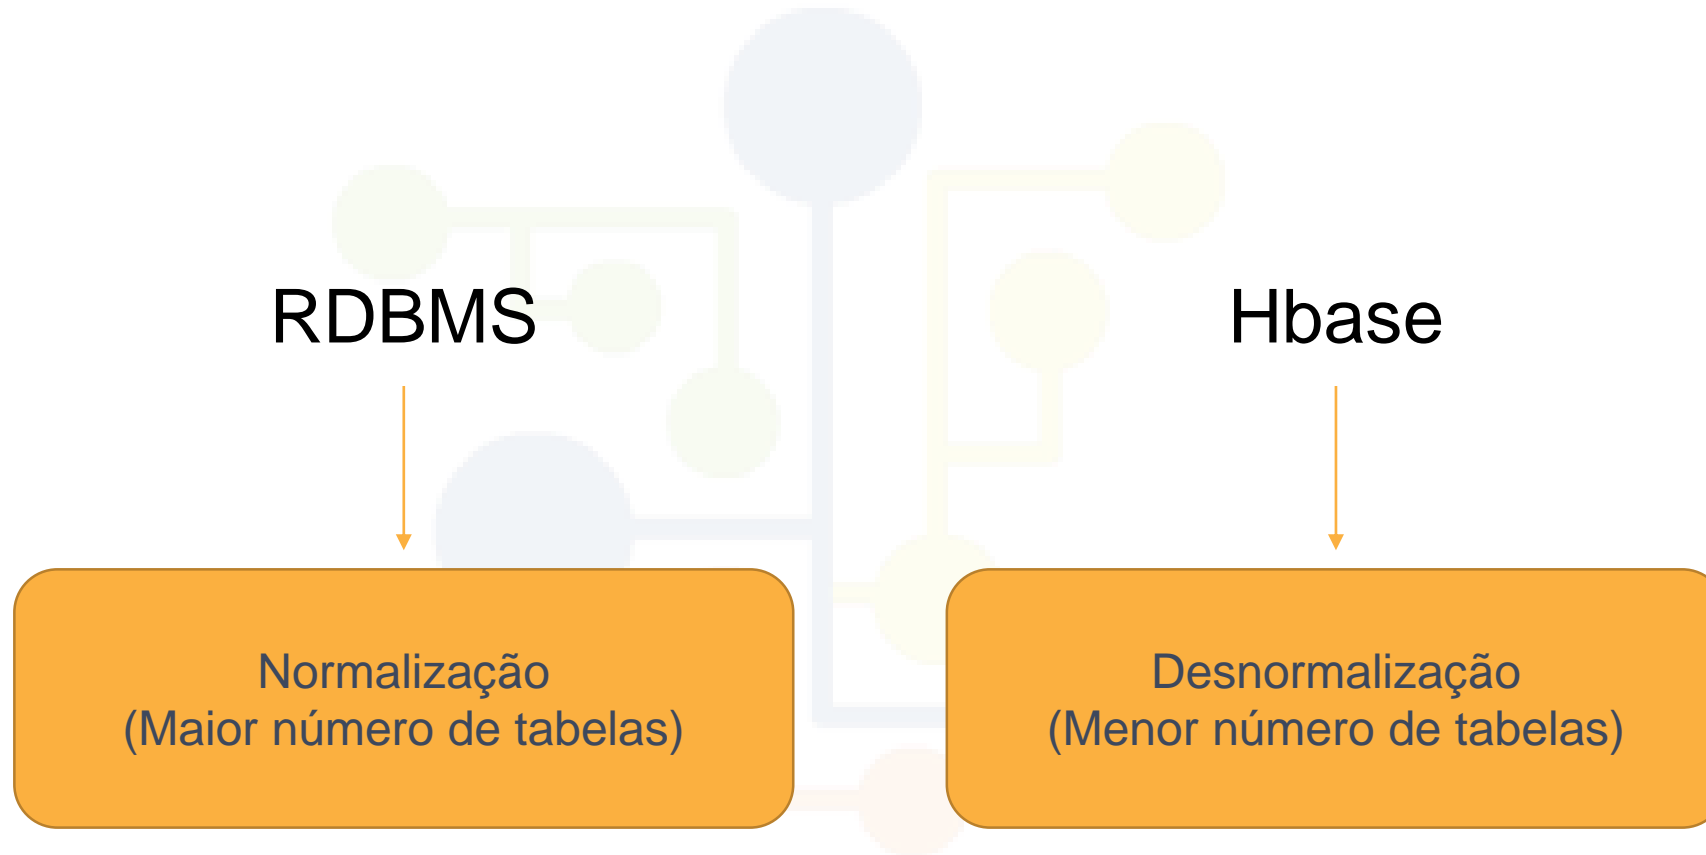 RDBMS
Hbase
Normalização
(Maior número de tabelas)
Desnormalização
(Menor número de tabelas)